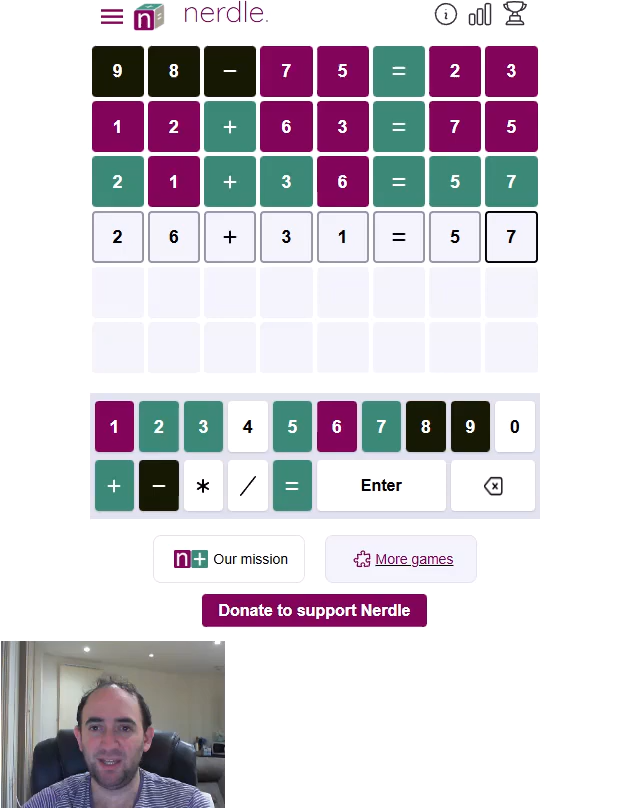 nerdle.
9 8 - 7 5 = 2 3
1 2 + 6 3 = 7 5
2 1 + 3 6 = 5 7
2 6 + 3 1 = 5 7
1 2 3 4 5 6 7 8 9 0
+ - * / = Enter
n+ Our mission More games
Donate to support Nerdle